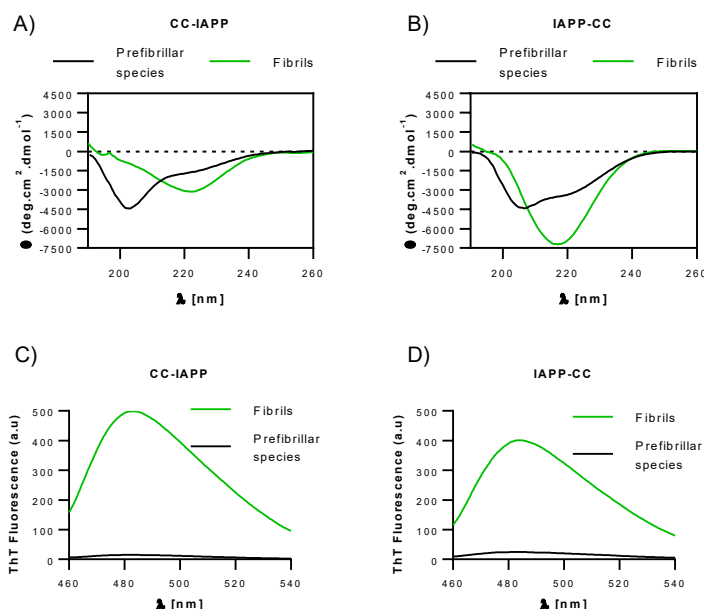 A)
CC-IAPP
Prefibrillar
species
Fibrils
4500
3000
1500
0
-1500
-3000
-4500
-6000
-7500
Θ (deg.cm².dmol⁻¹)
200
220
240
260
λ [nm]
B)
IAPP-CC
Prefibrillar
species
Fibrils
4500
3000
1500
0
-1500
-3000
-4500
-6000
-7500
Θ (deg.cm².dmol⁻¹)
200
220
240
260
λ [nm]
C)
CC-IAPP
Fibrils
Prefibrillar
species
500
400
300
200
100
0
ThT Fluorescence (a.u)
460
480
500
520
540
λ [nm]
D)
IAPP-CC
Fibrils
Prefibrillar
species
500
400
300
200
100
0
ThT Fluorescence (a.u)
460
480
500
520
540
λ [nm]